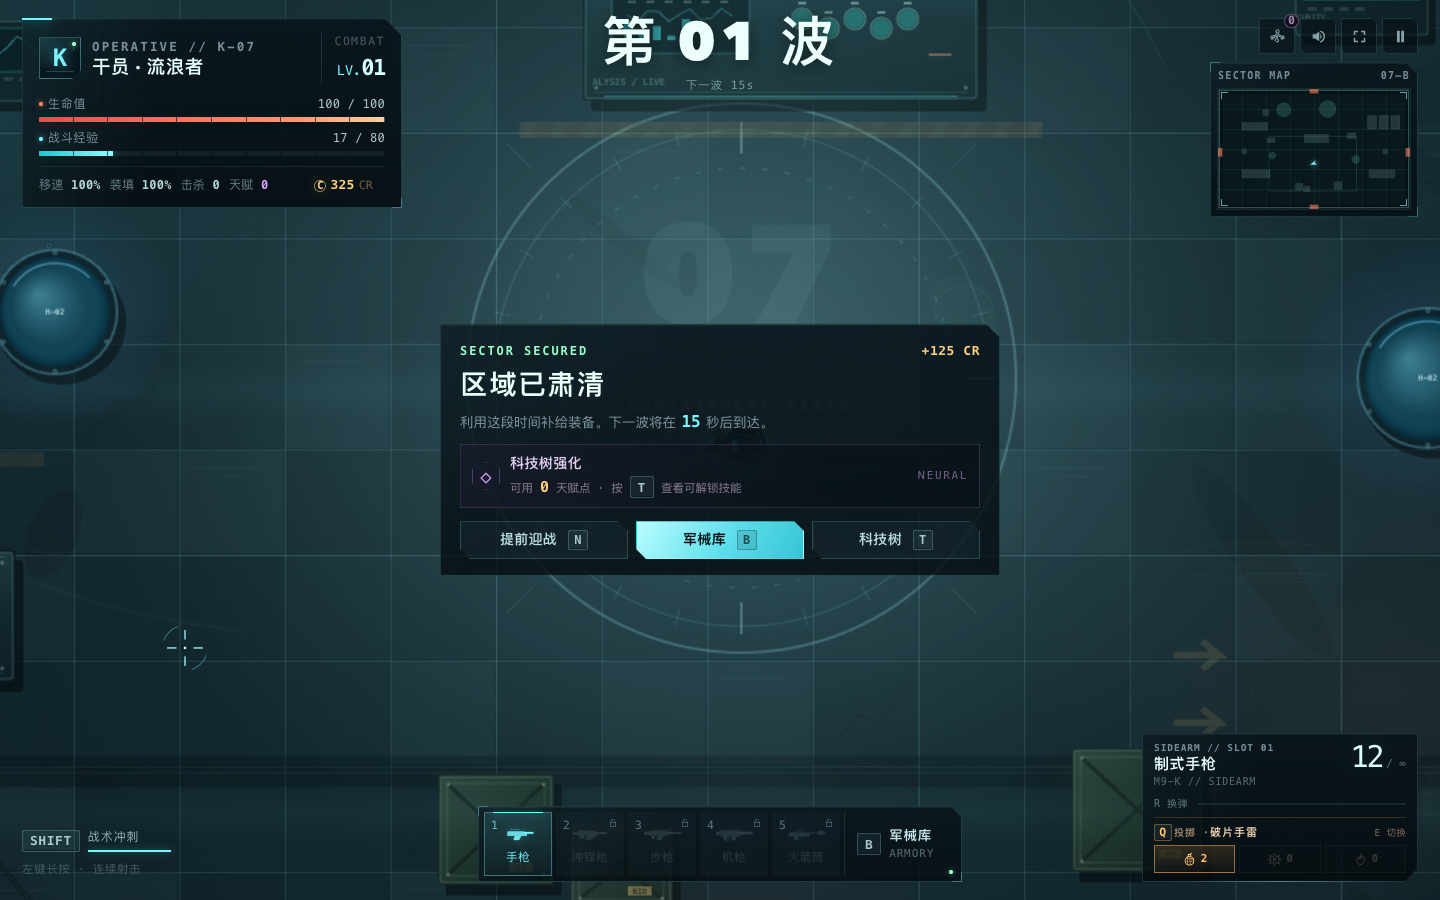 OPERATIVE // K-07
K
干员·流浪者
COMBAT
LV.01
生命值 100 / 100
战斗经验 17 / 80
移速 100% 装填 100% 击杀 0 天赋 0
C 325 CR
第 01 波
ALYSIS / LIVE
下一波 15s
0
SECTOR MAP 07-B
07
H-02
H-02
SECTOR SECURED
+125 CR
区域已肃清
利用这段时间补给装备。下一波将在 15 秒后到达。
科技树强化
可用 0 天赋点 · 按 T 查看可解锁技能
NEURAL
提前迎战 N
军械库 B
科技树 T
SHIFT 战术冲刺
左键长按 · 连续射击
1 手枪
2 冲锋枪
3 步枪
4 机枪
5 火箭筒
B 军械库
ARMORY
BIO
SIDEARM // SLOT 01
制式手枪
M9-K // SIDEARM
12 / ∞
R 换弹
Q 投掷 ·破片手雷
E 切换
2
0
0